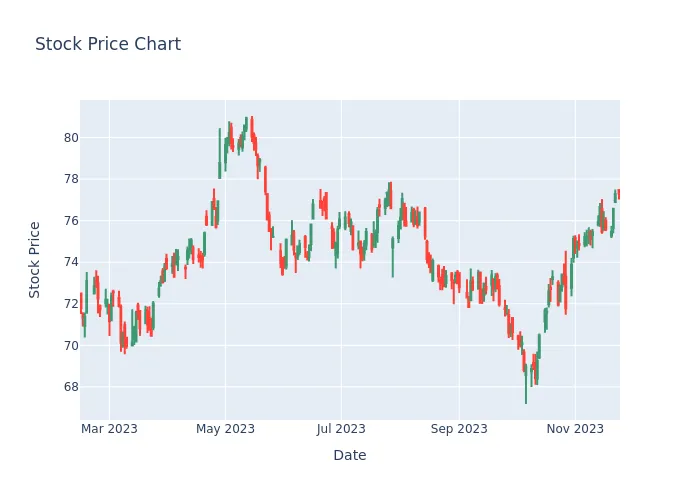 Stock Price Chart
80
78
76
74
72
70
68
Stock Price
Mar 2023
May 2023
Jul 2023
Sep 2023
Nov 2023
Date